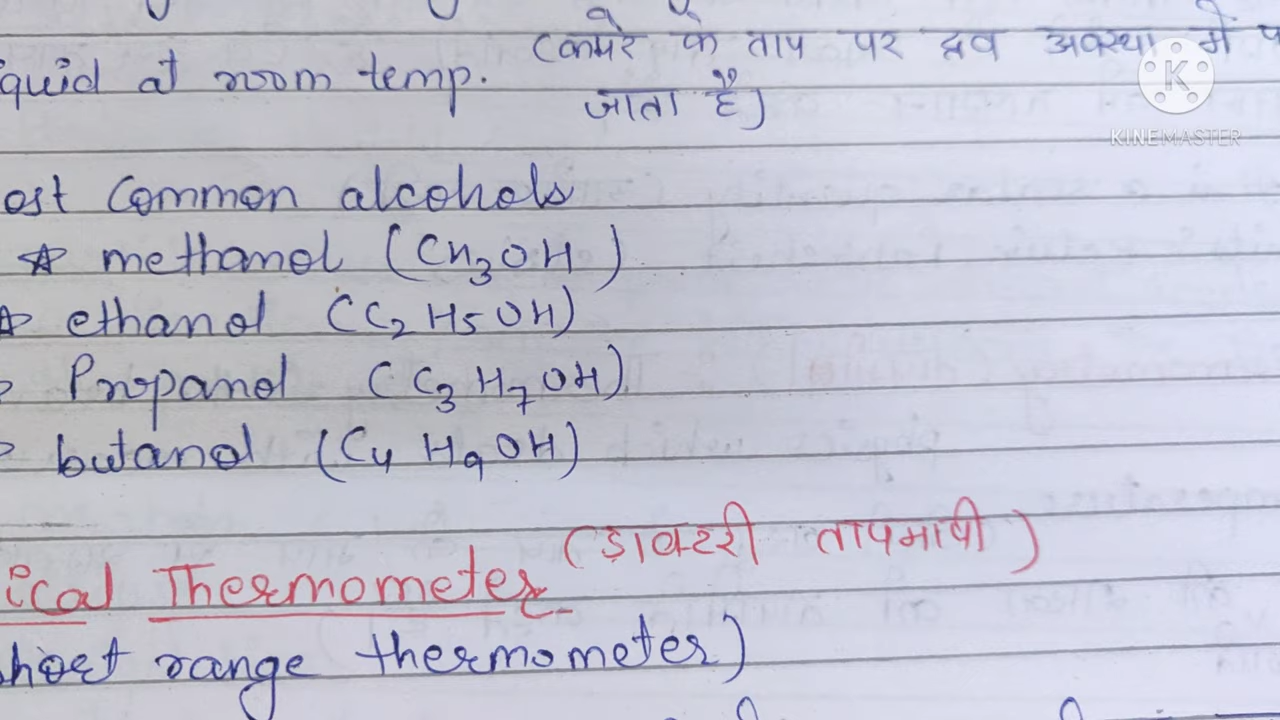 (कमरे के ताप पर द्रव अवस्था में
quid at room temp.
जाता है)
K
KINEMASTER
ost Common alcohols
☆ methanol (CH3OH)
☆ ethanol (C2H5OH)
Propanol (C3H7OH)
butanol (C4H9OH)
(डाक्टरी तापमापी)
ical Thermometer
hort range thermometer)